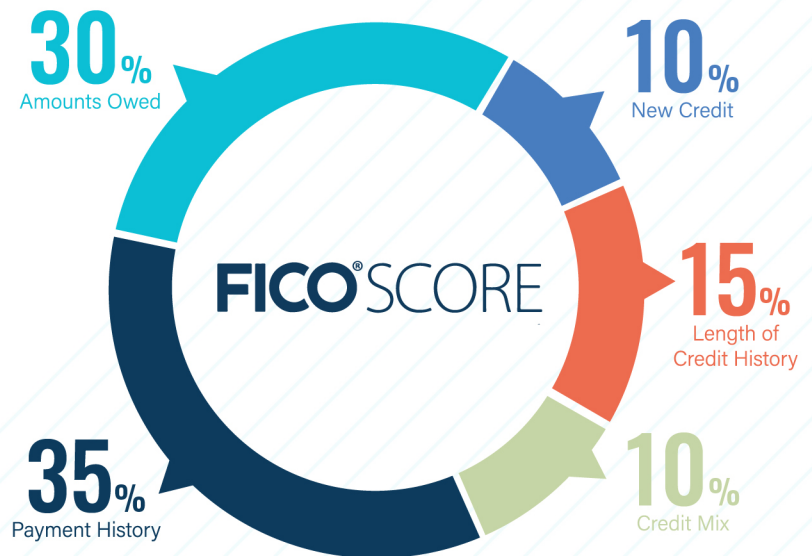 30%
Amounts Owed
10%
New Credit
FICO® SCORE
15%
Length of
Credit History
35%
Payment History
10%
Credit Mix